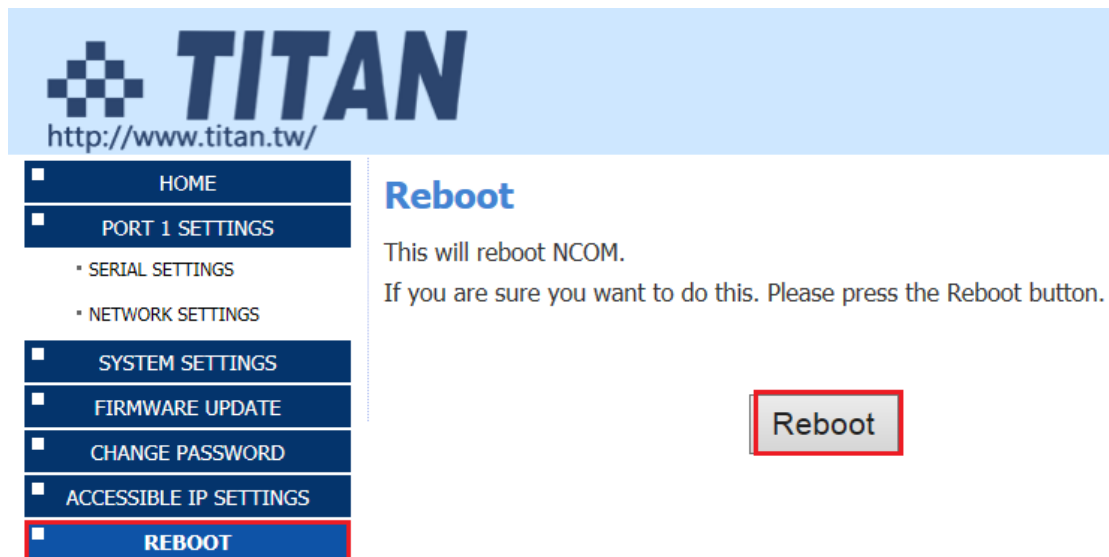 TITAN
http://www.titan.tw/
HOME
PORT 1 SETTINGS
SERIAL SETTINGS
NETWORK SETTINGS
SYSTEM SETTINGS
FIRMWARE UPDATE
CHANGE PASSWORD
ACCESSIBLE IP SETTINGS
REBOOT
Reboot
This will reboot NCOM.
If you are sure you want to do this. Please press the Reboot button.
Reboot